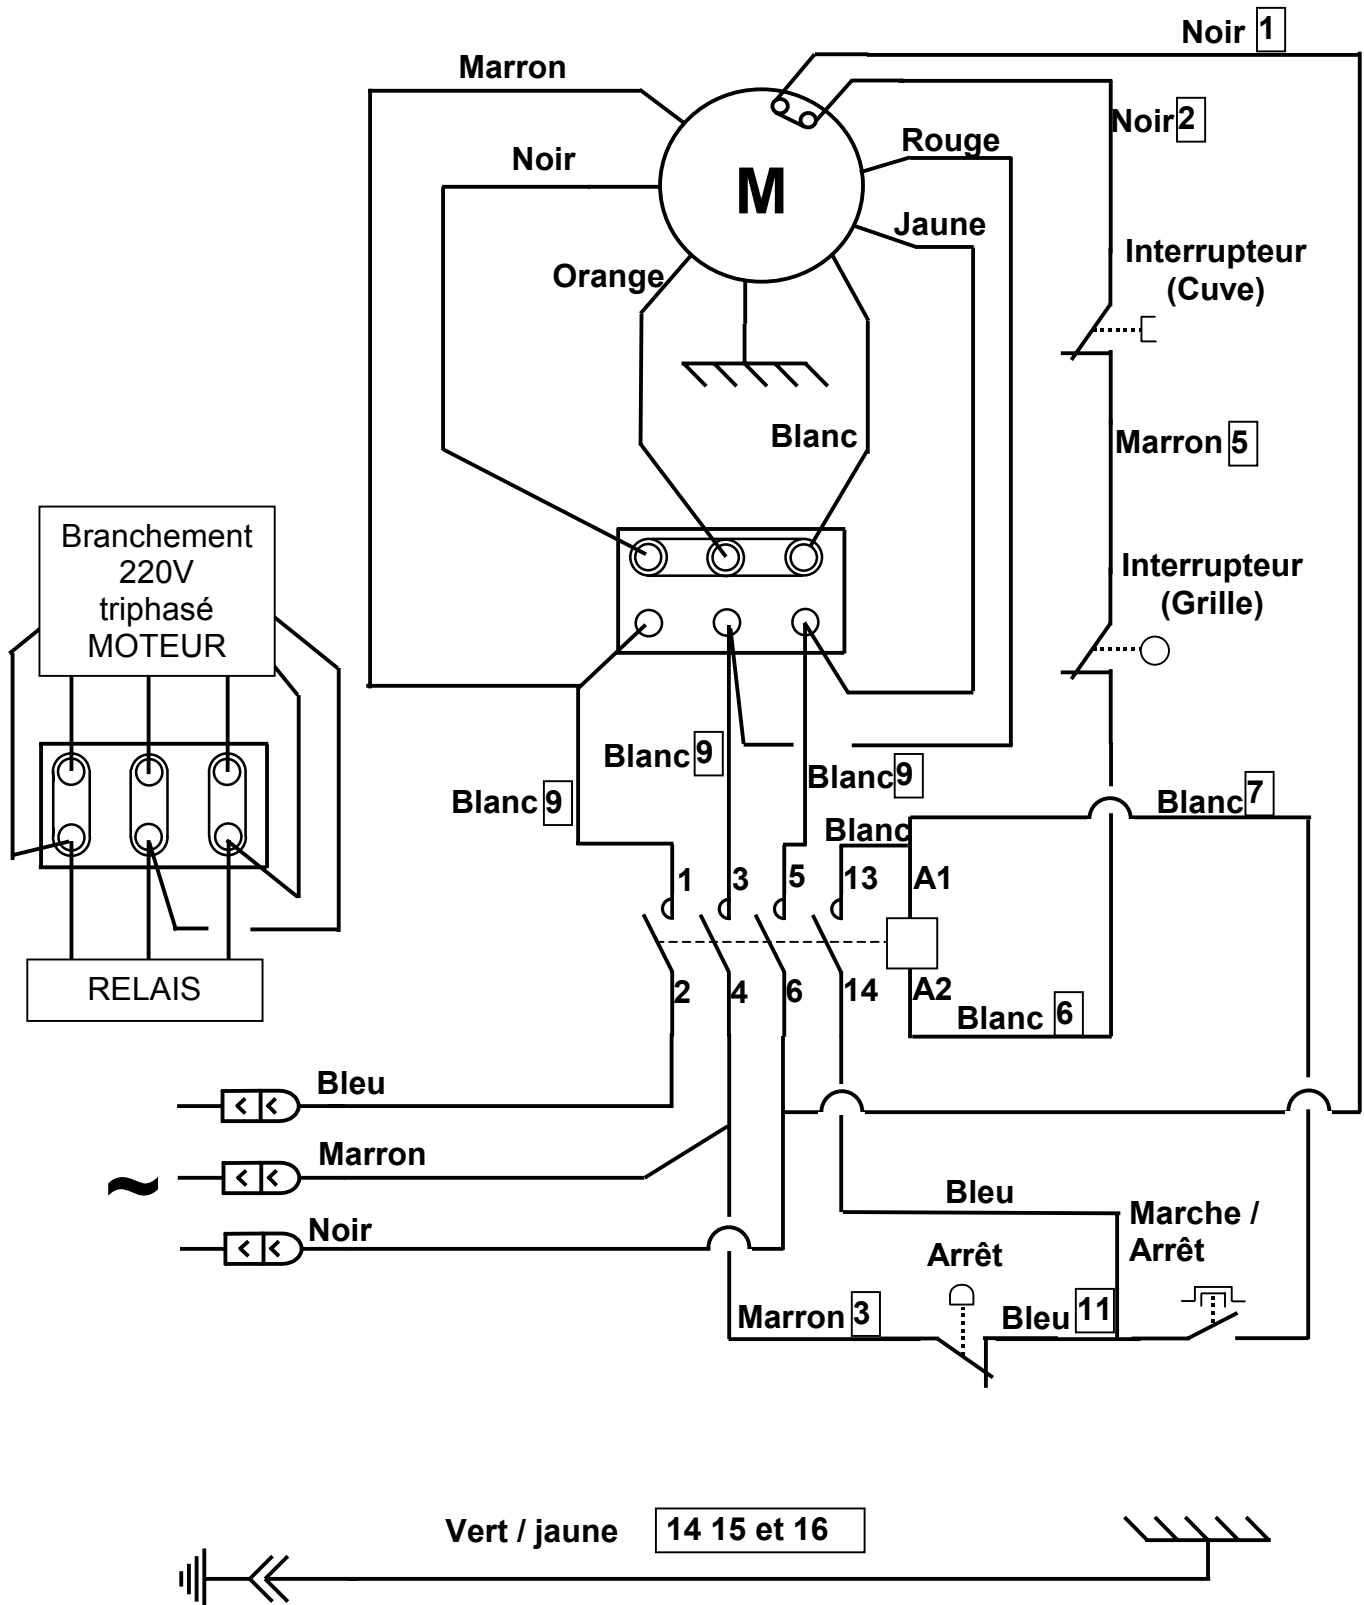 Noir 1
Marron
Noir 2
Rouge
Noir
M
Jaune
Interrupteur
(Cuve)
Orange
Blanc
Marron 5
Branchement
220V
triphasé
MOTEUR
Interrupteur
(Grille)
Blanc 9
Blanc 9
Blanc 9
Blanc 7
Blanc
1 3 5 13 A1
2 4 6 14 A2
RELAIS
Blanc 6
Bleu
Marron
~
Noir
Bleu
Marche /
Arrêt
Arrêt
Marron 3
Bleu 11
Vert / jaune 14 15 et 16